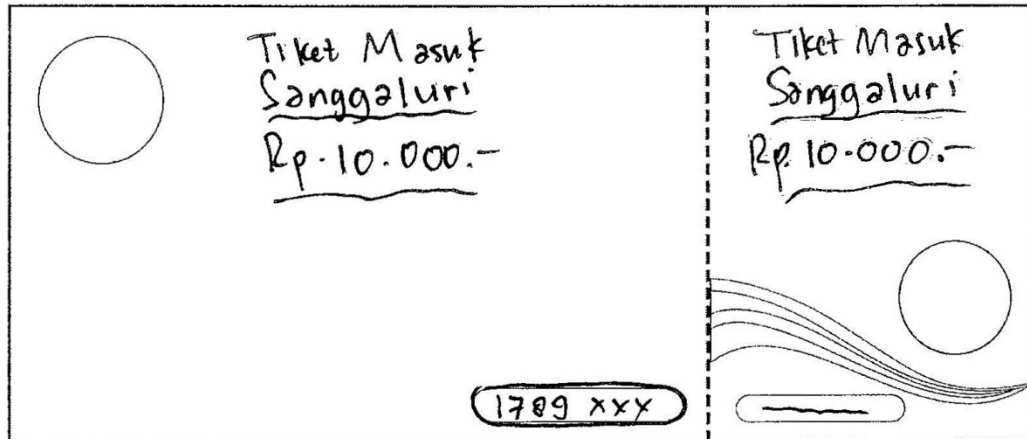 Tiket Masuk
Sanggaluri
Rp. 10.000.-
1789 XXX
Tiket Masuk
Sanggaluri
Rp. 10.000.-